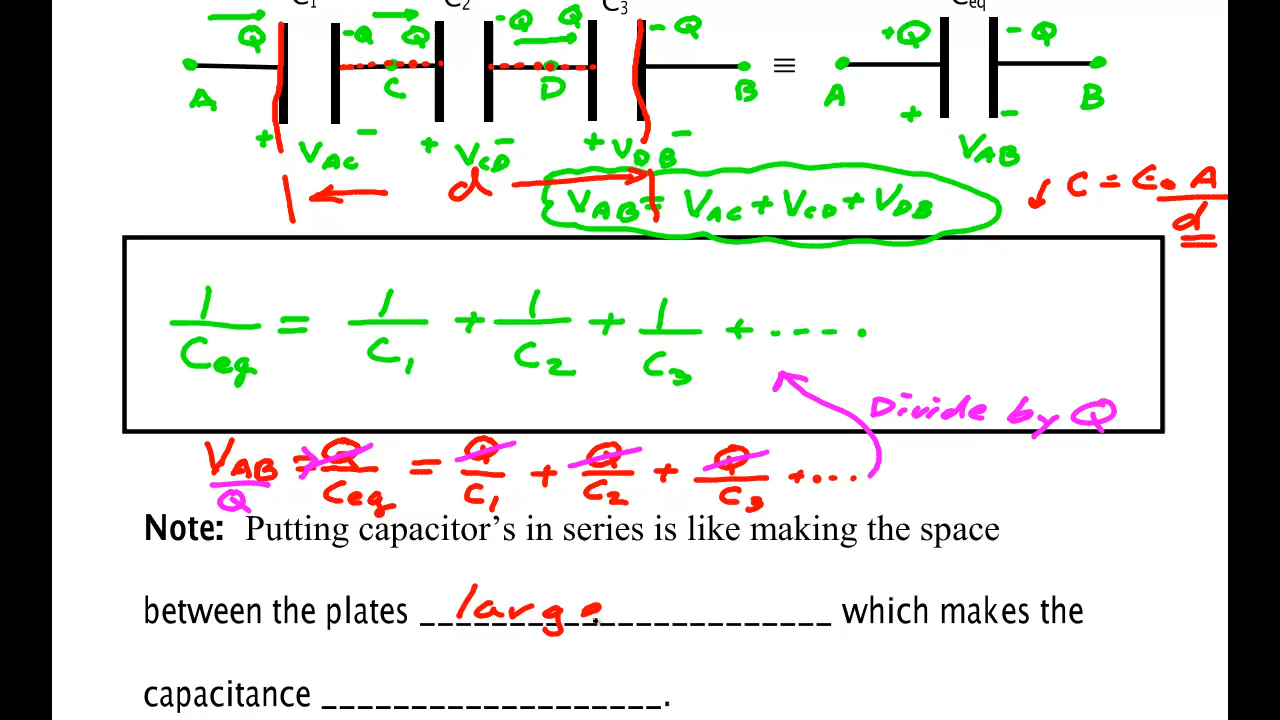 C₁ C₂ C₃ Ceq
Q -Q Q -Q Q -Q +Q -Q
A C D B ≡ A B
+ VAC - + VCD - + VDB - + VAB -
d VAB = VAC + VCD + VDB C = ε₀ A / d
1/Ceq = 1/C₁ + 1/C₂ + 1/C₃ + ....
Divide by Q
VAB/Q = Q/Ceq = Q/C₁ + Q/C₂ + Q/C₃ + ....
Note: Putting capacitor's in series is like making the space
between the plates large which makes the
capacitance ___________________.